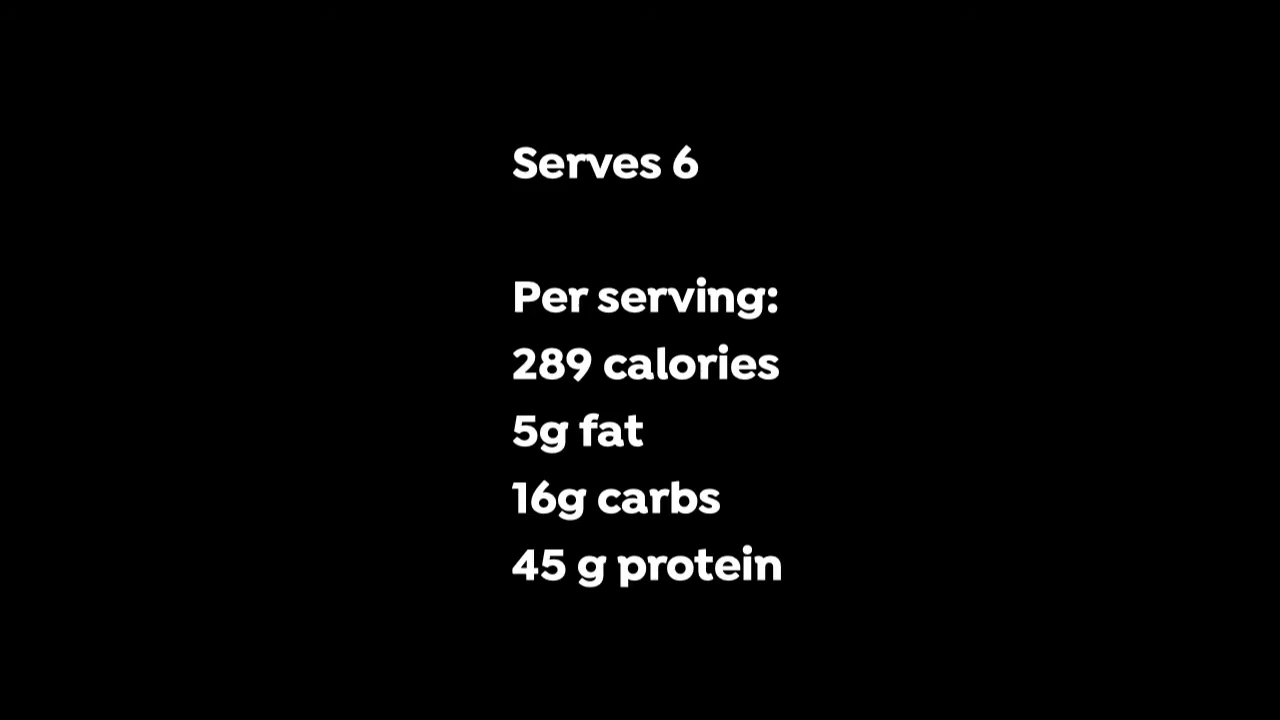 Serves 6
Per serving:
289 calories
5g fat
16g carbs
45 g protein